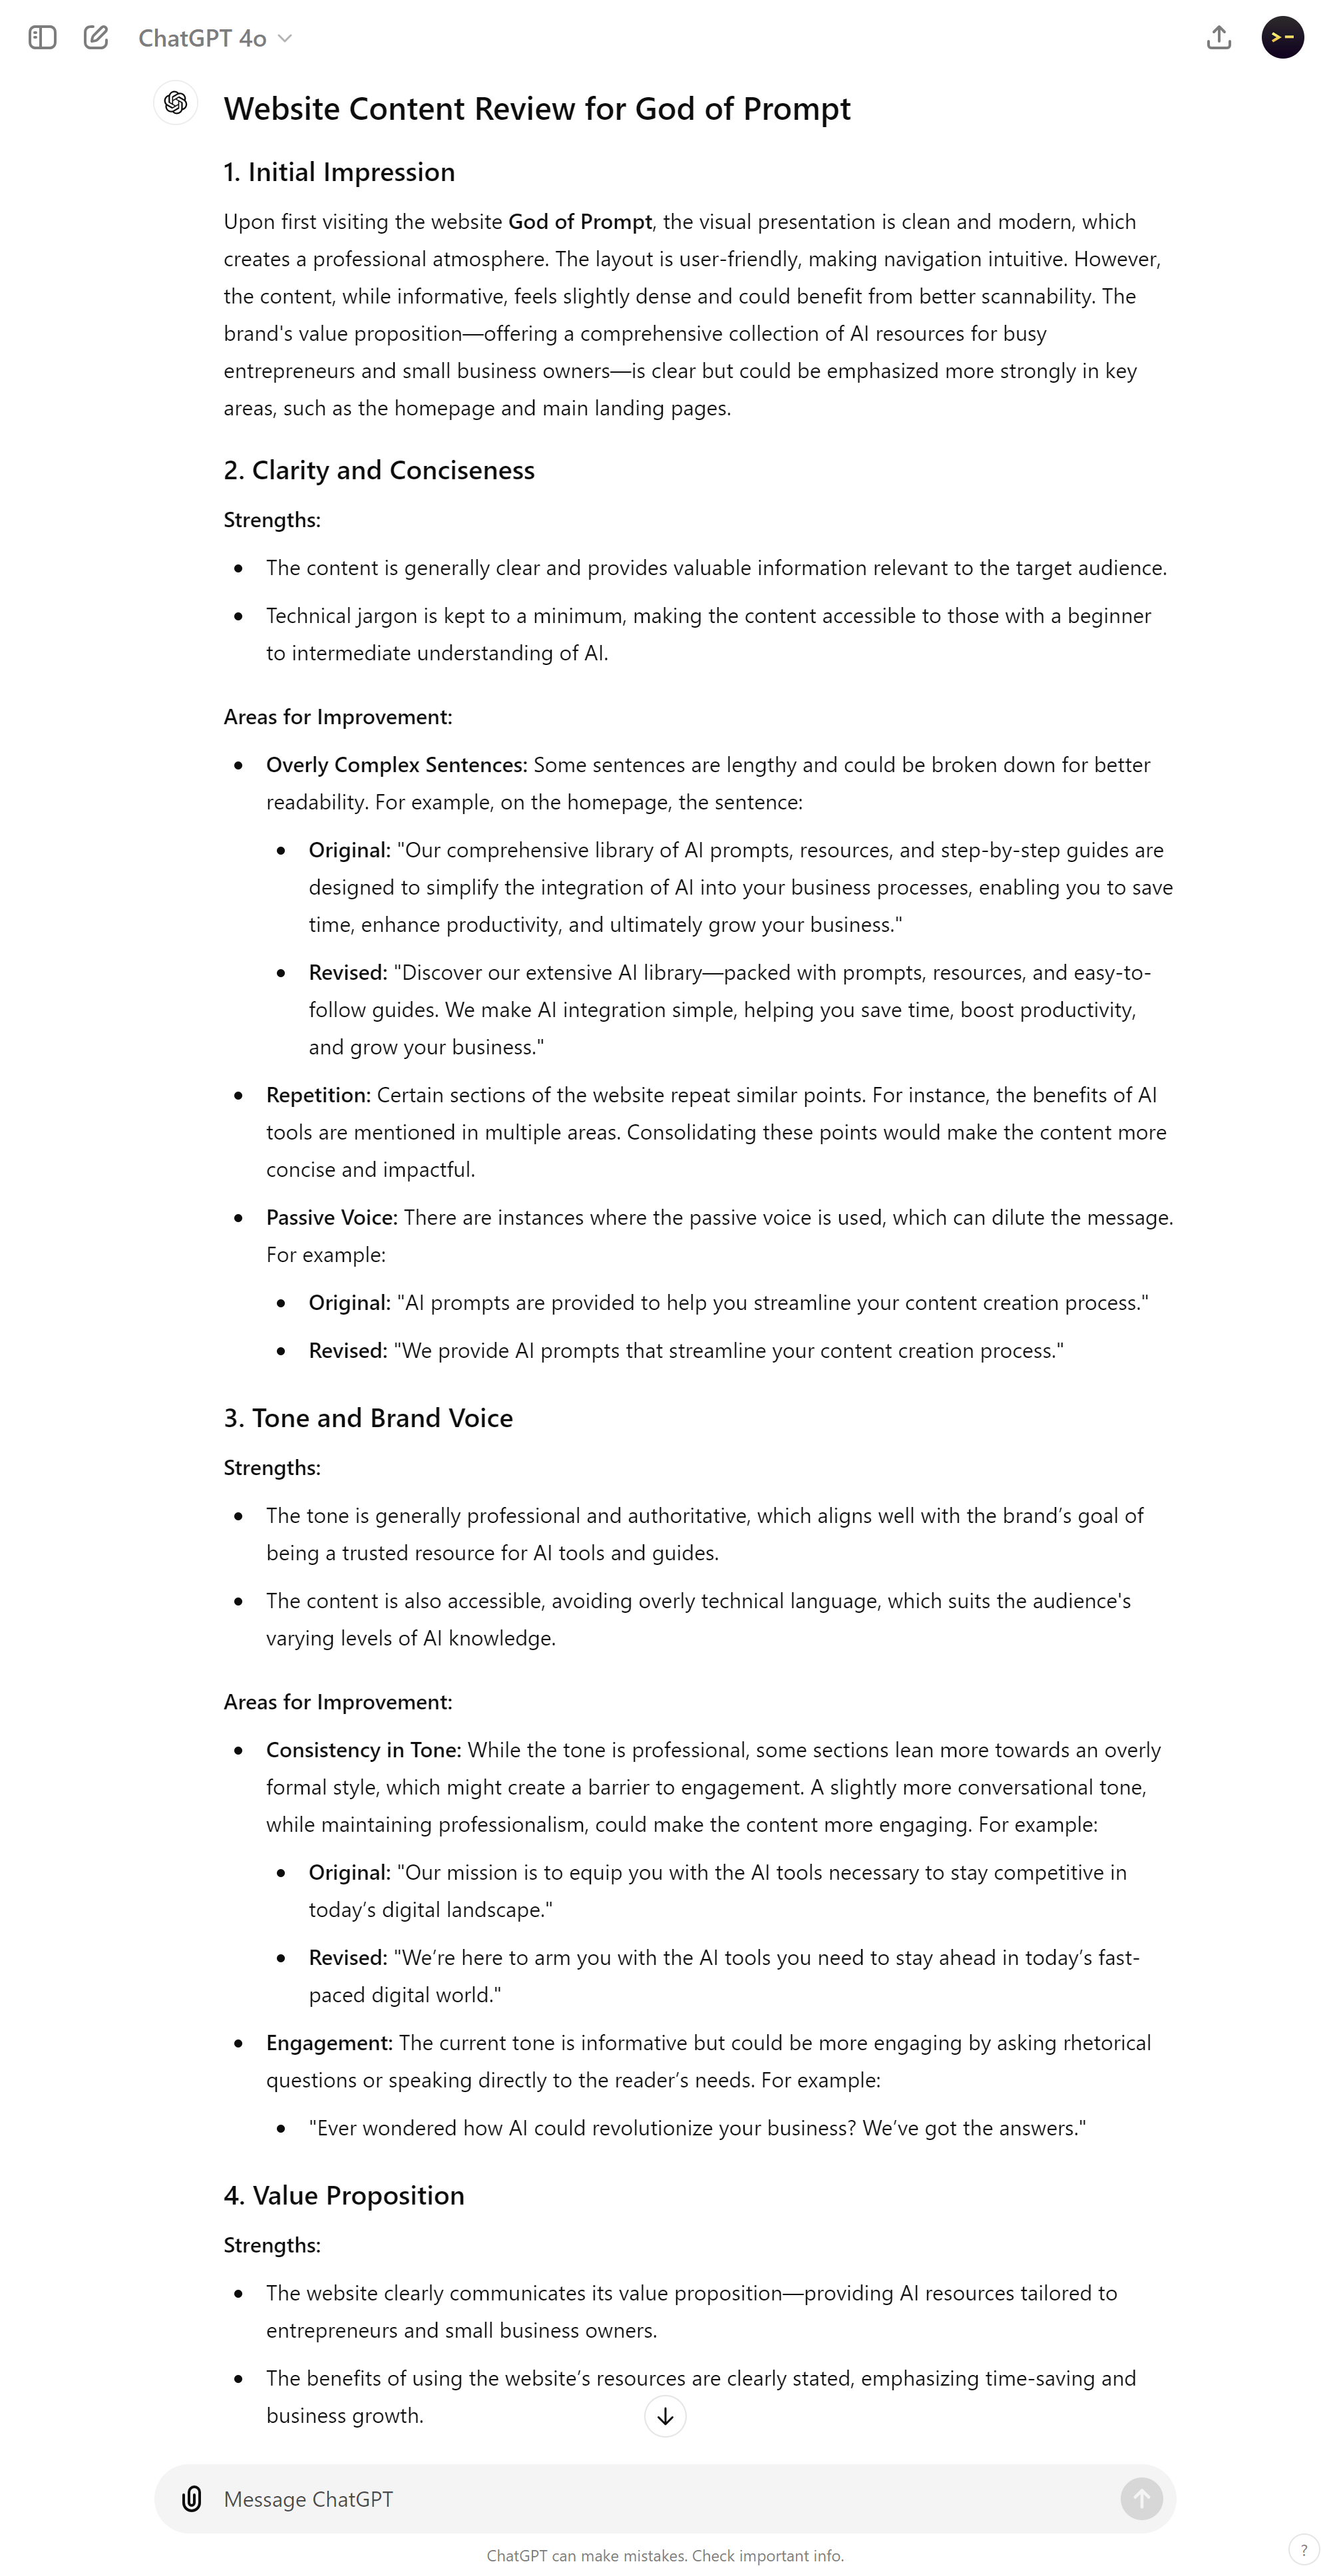 ChatGPT 4o
Website Content Review for God of Prompt
1. Initial Impression
Upon first visiting the website God of Prompt, the visual presentation is clean and modern, which
creates a professional atmosphere. The layout is user-friendly, making navigation intuitive. However,
the content, while informative, feels slightly dense and could benefit from better scannability. The
brand's value proposition—offering a comprehensive collection of AI resources for busy
entrepreneurs and small business owners—is clear but could be emphasized more strongly in key
areas, such as the homepage and main landing pages.
2. Clarity and Conciseness
Strengths:
• The content is generally clear and provides valuable information relevant to the target audience.
• Technical jargon is kept to a minimum, making the content accessible to those with a beginner
to intermediate understanding of AI.
Areas for Improvement:
• Overly Complex Sentences: Some sentences are lengthy and could be broken down for better
readability. For example, on the homepage, the sentence:
• Original: "Our comprehensive library of AI prompts, resources, and step-by-step guides are
designed to simplify the integration of AI into your business processes, enabling you to save
time, enhance productivity, and ultimately grow your business."
• Revised: "Discover our extensive AI library—packed with prompts, resources, and easy-to-
follow guides. We make AI integration simple, helping you save time, boost productivity,
and grow your business."
• Repetition: Certain sections of the website repeat similar points. For instance, the benefits of AI
tools are mentioned in multiple areas. Consolidating these points would make the content more
concise and impactful.
• Passive Voice: There are instances where the passive voice is used, which can dilute the message.
For example:
• Original: "AI prompts are provided to help you streamline your content creation process."
• Revised: "We provide AI prompts that streamline your content creation process."
3. Tone and Brand Voice
Strengths:
• The tone is generally professional and authoritative, which aligns well with the brand’s goal of
being a trusted resource for AI tools and guides.
• The content is also accessible, avoiding overly technical language, which suits the audience's
varying levels of AI knowledge.
Areas for Improvement:
• Consistency in Tone: While the tone is professional, some sections lean more towards an overly
formal style, which might create a barrier to engagement. A slightly more conversational tone,
while maintaining professionalism, could make the content more engaging. For example:
• Original: "Our mission is to equip you with the AI tools necessary to stay competitive in
today’s digital landscape."
• Revised: "We’re here to arm you with the AI tools you need to stay ahead in today’s fast-
paced digital world."
• Engagement: The current tone is informative but could be more engaging by asking rhetorical
questions or speaking directly to the reader’s needs. For example:
• "Ever wondered how AI could revolutionize your business? We’ve got the answers."
4. Value Proposition
Strengths:
• The website clearly communicates its value proposition—providing AI resources tailored to
entrepreneurs and small business owners.
• The benefits of using the website’s resources are clearly stated, emphasizing time-saving and
business growth.
Message ChatGPT
ChatGPT can make mistakes. Check important info.
?